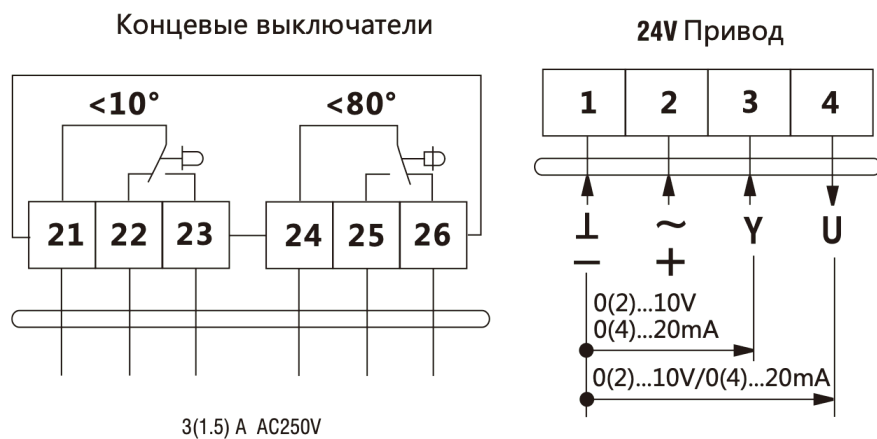 Концевые выключатели
<10°
<80°
21 22 23 24 25 26
3(1.5) A AC250V
24V Привод
1 2 3 4
⊥ ~ Y U
− +
0(2)...10V
0(4)...20mA
0(2)...10V/0(4)...20mA